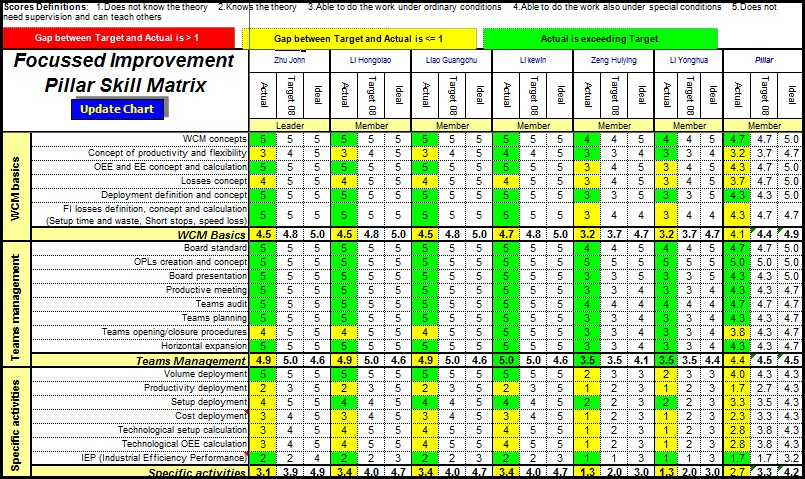 Scores Definitions: 1.Does not know the theory 2.Knows the theory 3.Able to do the work under ordinary conditions 4.Able to do the work also under special conditions 5.Does not
need supervision and can teach others
Gap between Target and Actual is > 1 Gap between Target and Actual is <= 1 Actual is exceeding Target
Focussed Improvement
Pillar Skill Matrix
Update Chart
Zhu John Li Hongbiao Liao Guangchu Li kewin Zeng Huiying Li Yonghua Pillar
Actual Target 08 Ideal Actual Target 08 Ideal Actual Target 08 Ideal Actual Target 08 Ideal Actual Target 08 Ideal Actual Target 08 Ideal Actual Target 08 Ideal
Leader Member Member Member Member Member
WCM basics
WCM concepts 5 5 5 5 5 5 5 5 5 5 5 5 4 4 5 4 4 5 4.7 4.7 5.0
Concept of productivity and flexibility 3 4 5 3 4 5 3 4 5 4 4 5 3 3 4 3 3 4 3.2 3.7 4.7
OEE and EE concept and calculation 5 5 5 5 5 5 5 5 5 5 5 5 3 4 5 3 4 5 4.3 4.7 5.0
Losses concept 4 5 5 4 5 5 4 5 5 4 5 5 3 4 5 3 4 5 3.7 4.7 5.0
Deployment definition and concept 5 5 5 5 5 5 5 5 5 5 5 5 3 3 5 3 3 5 4.3 4.3 5.0
FI losses definition, concept and calculation
(Setup time and waste, Short stops, speed loss) 5 5 5 5 5 5 5 5 5 5 5 5 3 4 4 3 4 4 4.3 4.7 4.7
WCM Basics 4.5 4.8 5.0 4.5 4.8 5.0 4.5 4.8 5.0 4.7 4.8 5.0 3.2 3.7 4.7 3.2 3.7 4.7 4.1 4.4 4.9
Teams management
Board standard 5 5 5 5 5 5 5 5 5 5 5 5 4 4 5 4 4 5 4.7 4.7 5.0
OPLs creation and concept 5 5 5 5 5 5 5 5 5 5 5 5 5 5 5 5 5 5 5.0 5.0 5.0
Board presentation 5 5 5 5 5 5 5 5 5 5 5 5 3 3 4 3 3 5 4.3 4.3 5.0
Productive meeting 5 5 5 5 5 5 5 5 5 5 5 5 3 3 4 3 3 4 4.3 4.3 4.7
Teams audit 5 5 5 5 5 5 5 5 5 5 5 5 4 4 4 4 4 4 4.7 4.7 4.7
Teams planning 5 5 5 5 5 5 5 5 5 5 5 5 3 3 4 3 3 4 4.3 4.3 4.7
Teams opening/closure procedures 4 5 5 4 5 5 4 5 5 5 5 5 3 3 4 3 3 4 3.8 4.3 4.7
Horizontal expansion 5 5 5 5 5 5 5 5 5 5 5 5 3 3 4 3 3 4 4.3 4.3 4.7
Teams Management 4.9 5.0 4.6 4.9 5.0 4.6 4.9 5.0 4.6 5.0 5.0 4.6 3.5 3.5 4.1 3.5 3.5 4.4 4.4 4.5 4.5
Specific activities
Volume deployment 5 5 5 5 5 5 5 5 5 5 5 5 2 3 3 2 3 3 4.0 4.3 4.3
Productivity deployment 2 3 5 2 3 5 2 3 5 2 3 5 1 2 3 1 2 3 1.7 2.7 4.3
Setup deployment 4 5 5 4 4 5 4 4 5 4 4 5 2 2 3 2 2 3 3.3 3.5 4.3
Cost deployment 3 4 5 3 4 5 3 4 5 3 4 5 1 2 3 1 2 3 2.3 3.3 4.3
Technological setup calculation 3 4 5 4 5 5 4 5 5 4 5 5 1 2 3 1 2 3 2.8 3.8 4.3
Technological OEE calculation 3 4 5 4 5 5 4 5 5 4 5 5 1 2 3 1 2 3 2.8 3.8 4.3
IEP (Industrial Efficiency Performance) 2 2 4 2 2 3 2 2 3 2 2 3 1 1 3 1 1 3 1.7 1.7 3.2
Specific activities 3.1 3.9 4.9 3.4 4.0 4.7 3.4 4.0 4.7 3.4 4.0 4.7 1.3 2.0 3.0 1.3 2.0 3.0 2.7 3.3 4.2